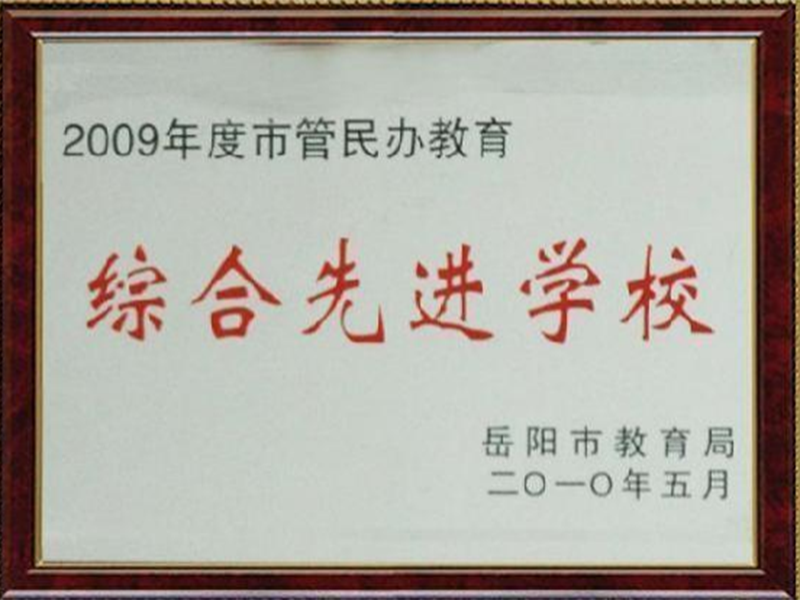 2009年度市管民办教育
综合先进学校
岳阳市教育局
二〇一〇年五月